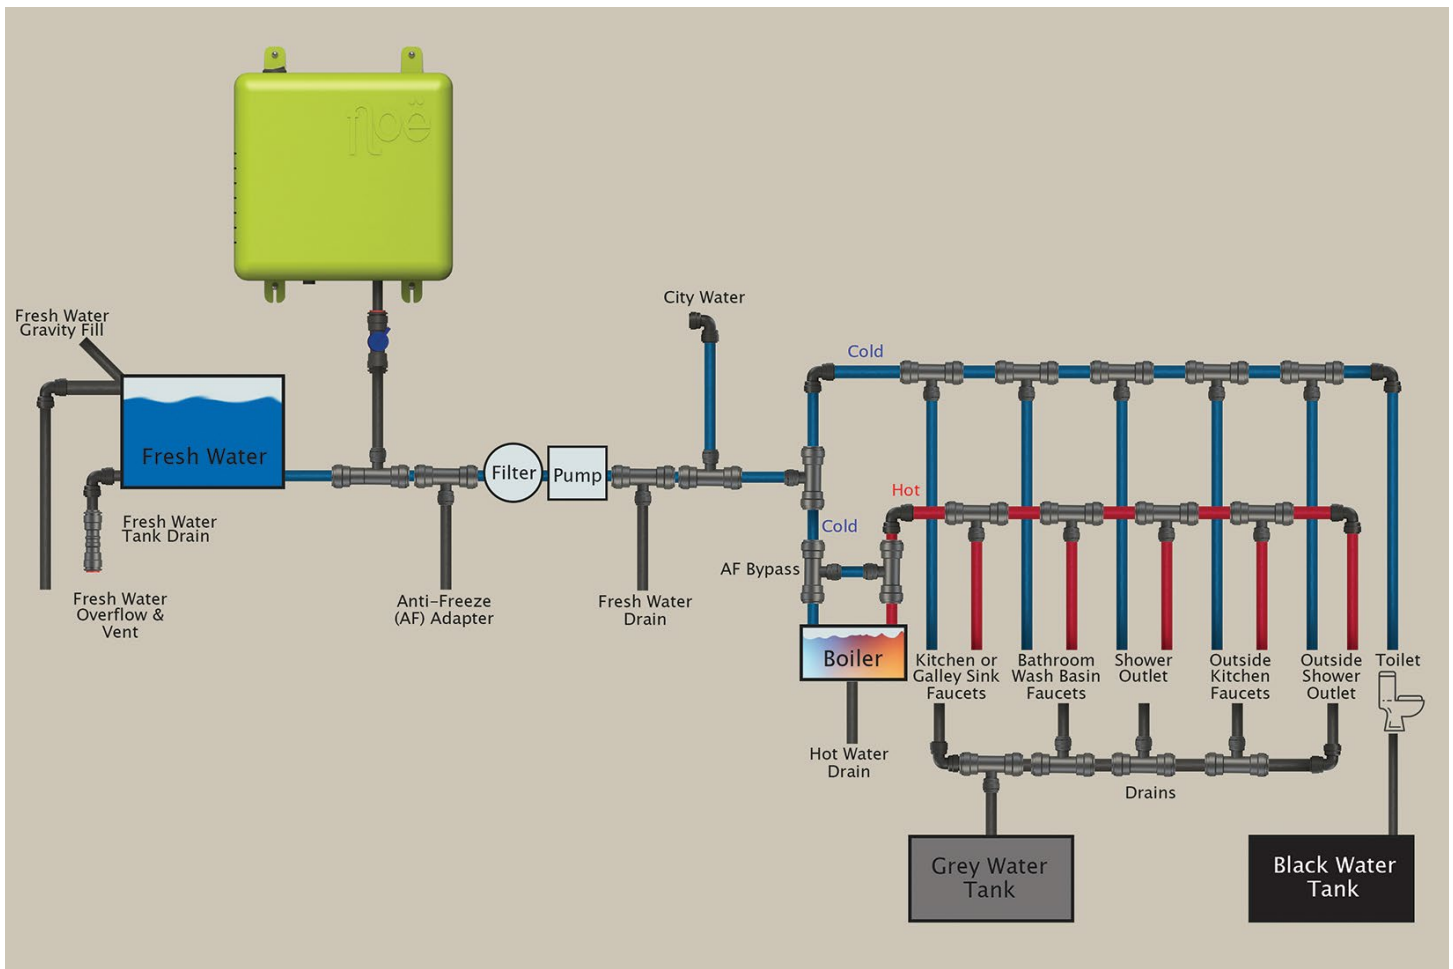 floë
City Water
Fresh Water
Gravity Fill
Cold
Fresh Water
Filter
Pump
Hot
Fresh Water
Tank Drain
Cold
AF Bypass
Fresh Water
Overflow &
Vent
Anti-Freeze
(AF) Adapter
Fresh Water
Drain
Boiler
Kitchen or
Galley Sink
Faucets
Bathroom
Wash Basin
Faucets
Shower
Outlet
Outside
Kitchen
Faucets
Outside
Shower
Outlet
Toilet
Hot Water
Drain
Drains
Grey Water
Tank
Black Water
Tank